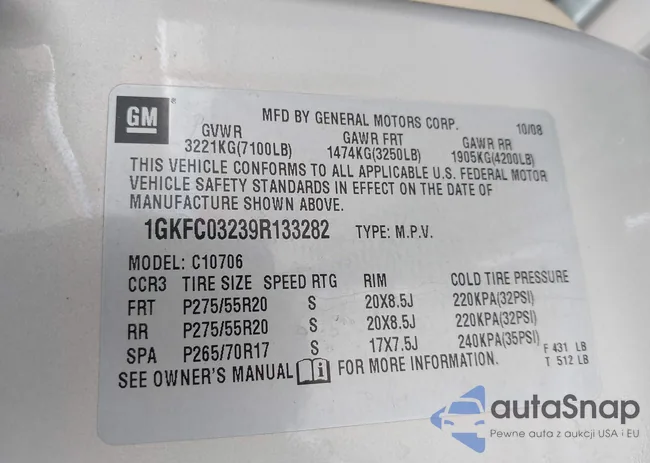 GM
MFD BY GENERAL MOTORS CORP. 10/08
GVWR GAWR FRT GAWR RR
3221KG(7100LB) 1474KG(3250LB) 1905KG(4200LB)
THIS VEHICLE CONFORMS TO ALL APPLICABLE U.S. FEDERAL MOTOR
VEHICLE SAFETY STANDARDS IN EFFECT ON THE DATE OF
MANUFACTURE SHOWN ABOVE.
1GKFC03239R133282 TYPE: M.P.V.
MODEL: C10706
CCR3 TIRE SIZE SPEED RTG RIM COLD TIRE PRESSURE
FRT P275/55R20 S 20X8.5J 220KPA(32PSI)
RR P275/55R20 S 20X8.5J 220KPA(32PSI)
SPA P265/70R17 S 17X7.5J 240KPA(35PSI)
F 431 LB
T 512 LB
SEE OWNER'S MANUAL i FOR MORE INFORMATION.
autaSnap
Pewne auta z aukcji USA i EU